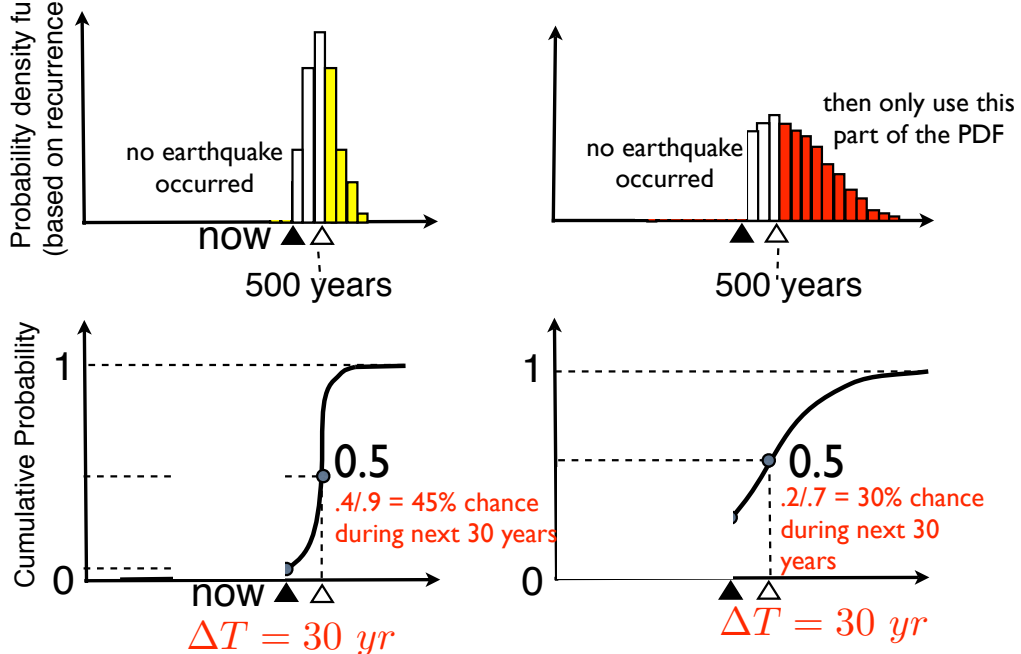 Probability density fu
(based on recurrence
no earthquake
occurred
now
500 years
no earthquake
occurred
then only use this
part of the PDF
500 years
Cumulative Probability
1
0
0.5
.4/.9 = 45% chance
during next 30 years
now
ΔT = 30 yr
1
0
0.5
.2/.7 = 30% chance
during next 30
years
ΔT = 30 yr